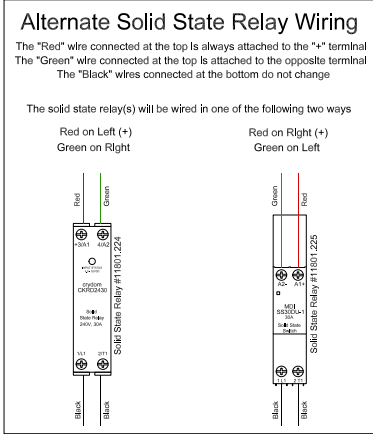 Alternate Solid State Relay Wiring
The "Red" wire connected at the top is always attached to the "+" terminal
The "Green" wire connected at the top is attached to the opposite terminal
The "Black" wires connected at the bottom do not change
The solid state relay(s) will be wired in one of the following two ways
Red on Left (+)
Green on Right
Red
Green
+3/A1 4/A2
crydom
CKRD2430
Solid
State Relay
240V, 30A
1/L1 2/T1
Solid State Relay #11801.224
Black
Black
Red on Right (+)
Green on Left
Green
Red
A2- A1+
MDI
SS30DU-1
30A
Solid State
Switch
1 L1 2 T1
Solid State Relay #11801.225
Black
Black